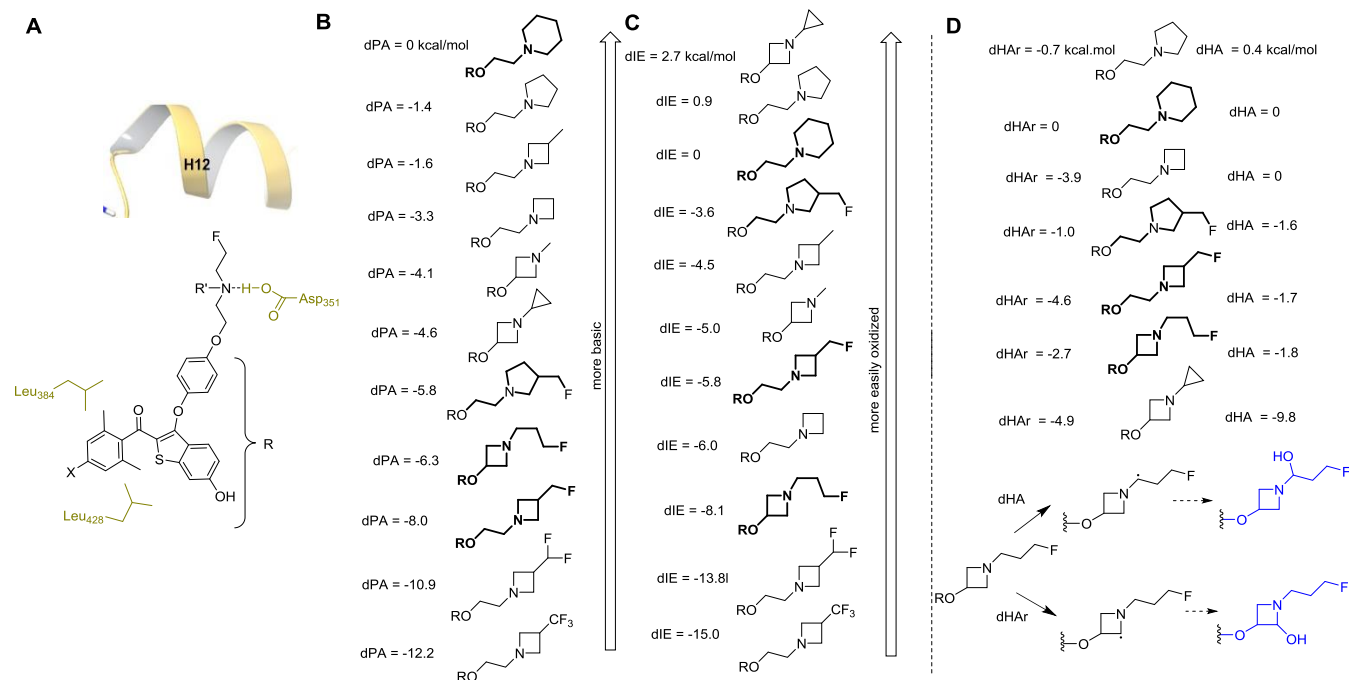 A
H12
F
R'
N
H
O
O
Asp351
O
Leu384
O
O
S
X
OH
R
Leu428
B
dPA = 0 kcal/mol
N
RO
dPA = -1.4
N
RO
dPA = -1.6
N
RO
dPA = -3.3
N
RO
dPA = -4.1
N
RO
dPA = -4.6
N
RO
dPA = -5.8
N
F
RO
dPA = -6.3
N
F
RO
dPA = -8.0
F
N
RO
dPA = -10.9
F
F
N
RO
dPA = -12.2
CF3
N
RO
more basic
C
dIE = 2.7 kcal/mol
N
RO
dIE = 0.9
N
RO
dIE = 0
N
RO
dIE = -3.6
N
F
RO
dIE = -4.5
N
RO
dIE = -5.0
N
RO
dIE = -5.8
F
N
RO
dIE = -6.0
N
RO
dIE = -8.1
N
F
RO
dIE = -13.8l
F
F
N
RO
dIE = -15.0
CF3
N
RO
more easily oxidized
D
dHAr = -0.7 kcal.mol
N
RO
dHA = 0.4 kcal/mol
dHAr = 0
N
RO
dHA = 0
dHAr = -3.9
N
RO
dHA = 0
dHAr = -1.0
N
F
RO
dHA = -1.6
dHAr = -4.6
F
N
RO
dHA = -1.7
dHAr = -2.7
N
F
RO
dHA = -1.8
dHAr = -4.9
N
RO
dHA = -9.8
dHA
N
F
O
HO
N
F
O
N
F
RO
dHAr
N
F
O
N
F
O
OH